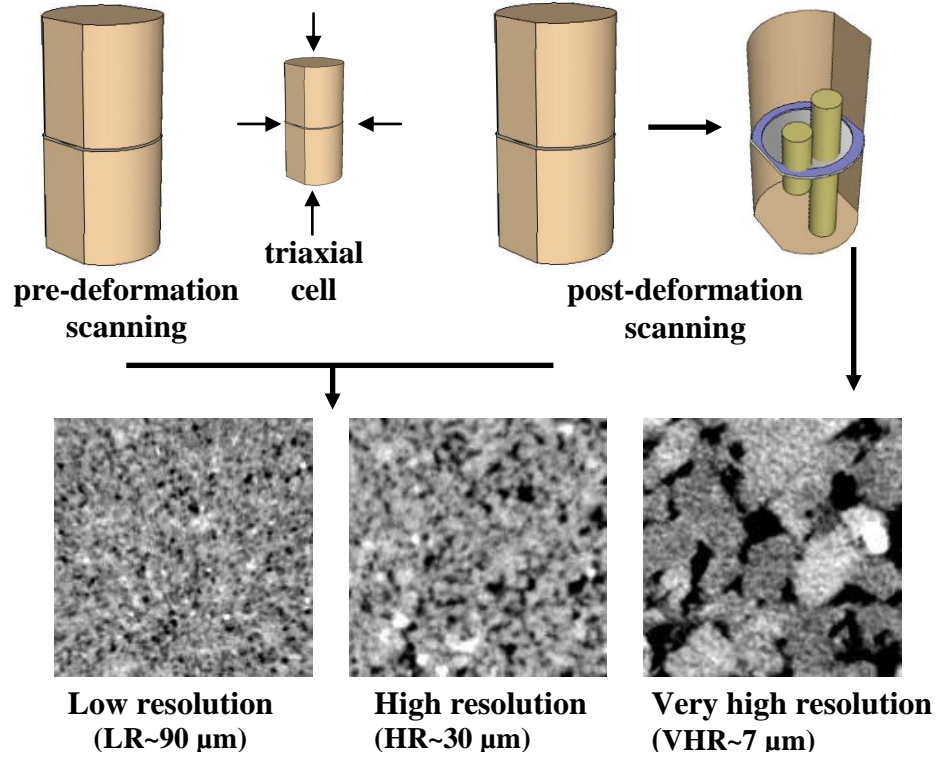 triaxial
cell
pre-deformation
scanning
post-deformation
scanning
Low resolution
(LR~90 µm)
High resolution
(HR~30 µm)
Very high resolution
(VHR~7 µm)